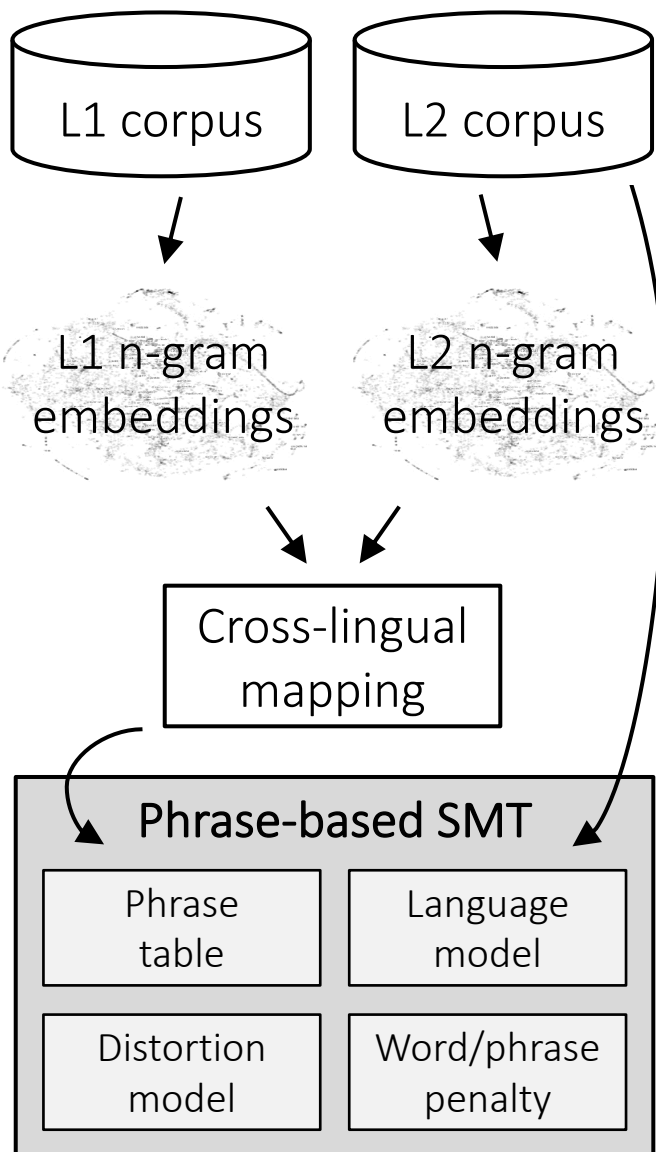 L1 corpus
L2 corpus
L1 n-gram
embeddings
L2 n-gram
embeddings
Cross-lingual
mapping
Phrase-based SMT
Phrase
table
Language
model
Distortion
model
Word/phrase
penalty